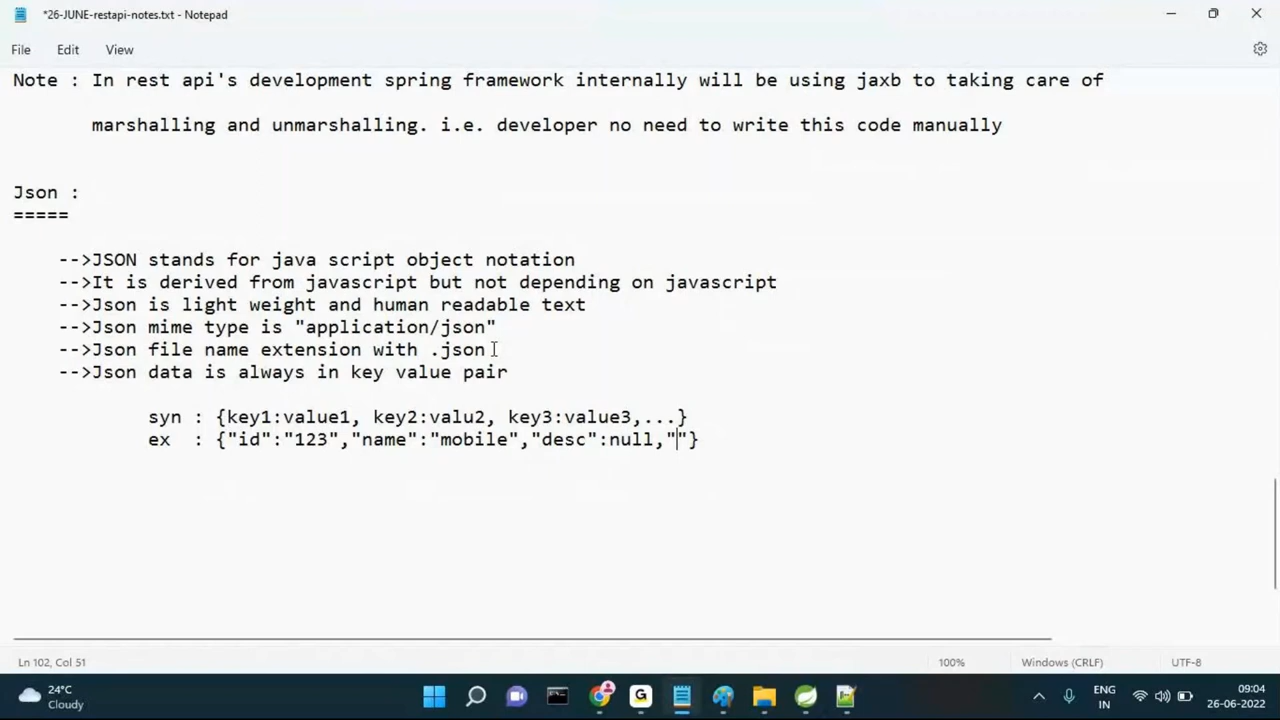 *26-JUNE-restapi-notes.txt - Notepad
File Edit View
Note : In rest api's development spring framework internally will be using jaxb to taking care of
marshalling and unmarshalling. i.e. developer no need to write this code manually
Json :
=====
-->JSON stands for java script object notation
-->It is derived from javascript but not depending on javascript
-->Json is light weight and human readable text
-->Json mime type is "application/json"
-->Json file name extension with .json
-->Json data is always in key value pair
syn : {key1:value1, key2:valu2, key3:value3,...}
ex : {"id":"123","name":"mobile","desc":null,""}
Ln 102, Col 51 100% Windows (CRLF) UTF-8
24°C
Cloudy
ENG
IN
09:04
26-06-2022